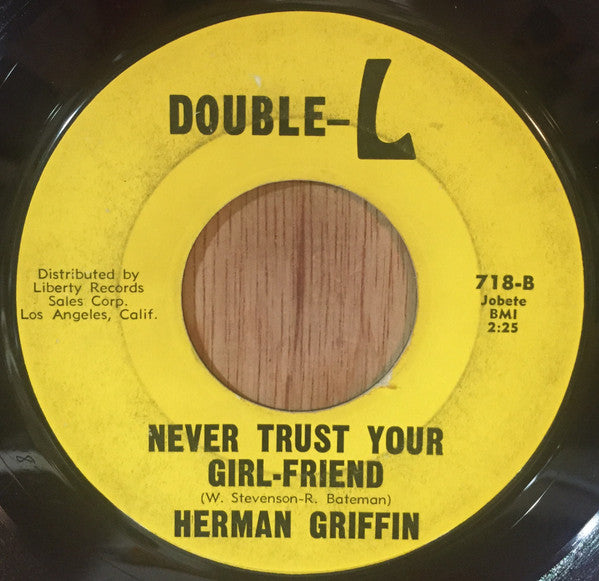 DOUBLE-L
Distributed by
Liberty Records
Sales Corp.
Los Angeles, Calif.
718-B
Jobete
BMI
2:25
NEVER TRUST YOUR
GIRL-FRIEND
(W. Stevenson-R. Bateman)
HERMAN GRIFFIN